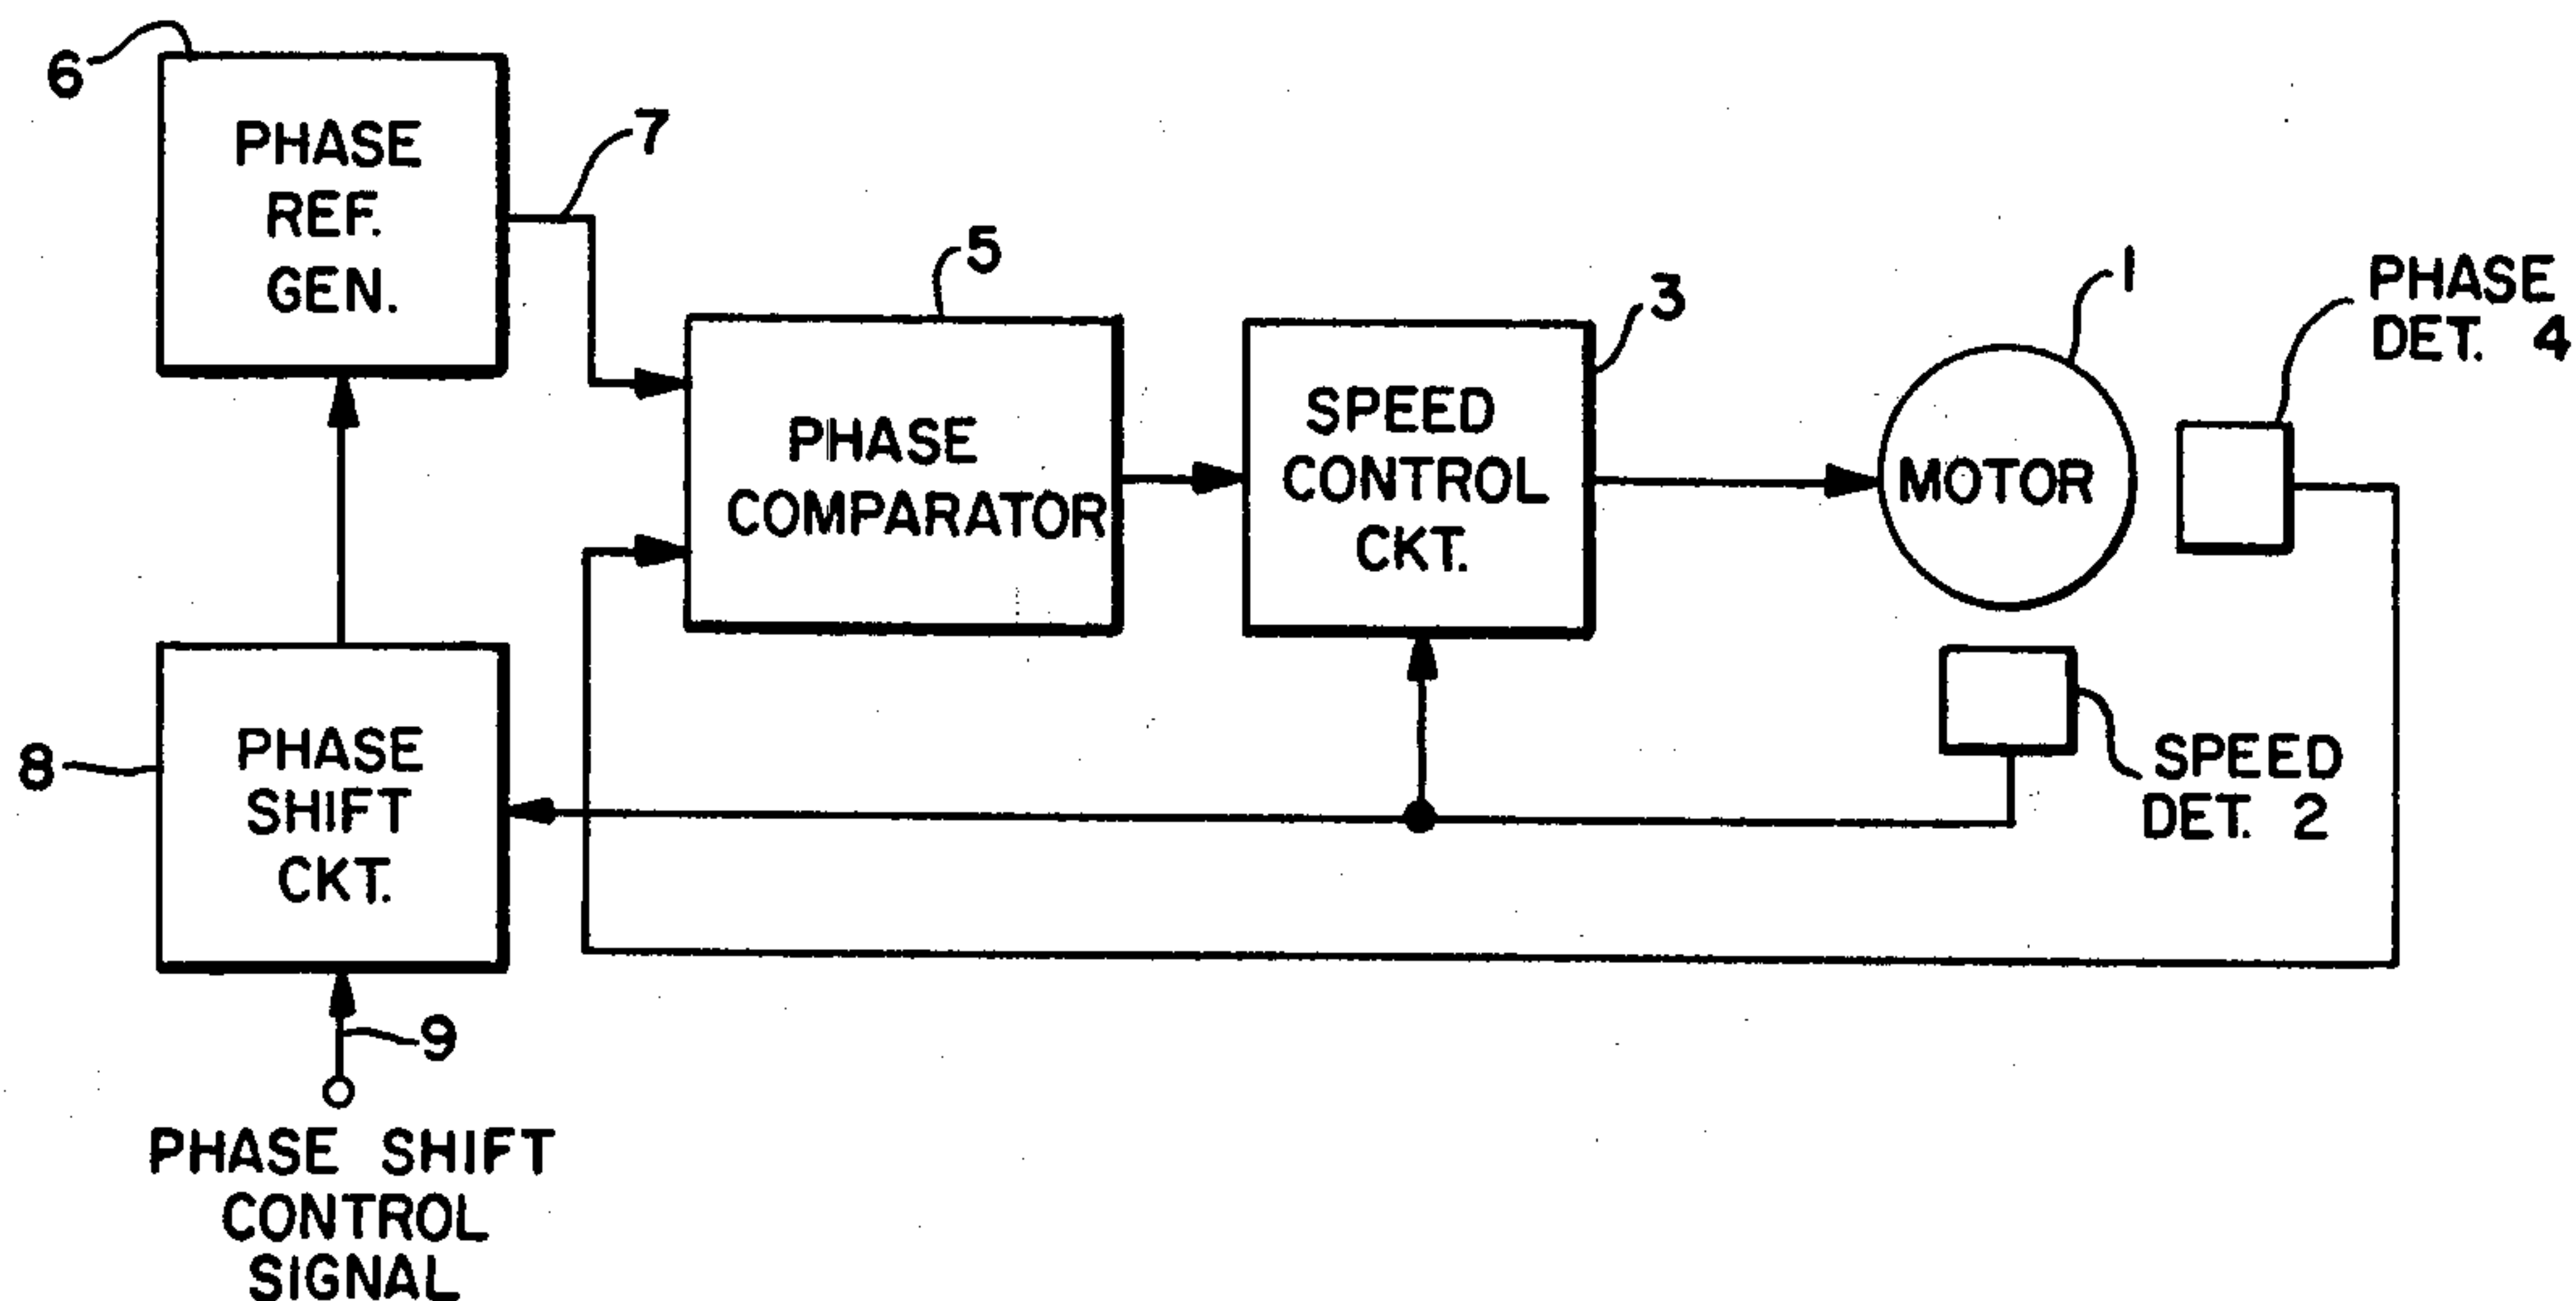 6
PHASE
REF.
GEN.
7
5
PHASE
COMPARATOR
3
SPEED
CONTROL
CKT.
1
MOTOR
PHASE
DET. 4
SPEED
DET. 2
8
PHASE
SHIFT
CKT.
9
PHASE SHIFT
CONTROL
SIGNAL